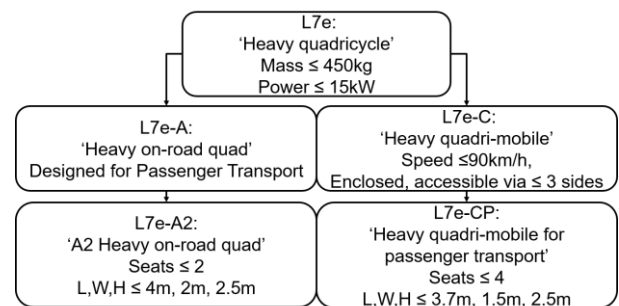 L7e:
‘Heavy quadricycle’
Mass ≤ 450kg
Power ≤ 15kW
L7e-A:
‘Heavy on-road quad’
Designed for Passenger Transport
L7e-C:
‘Heavy quadri-mobile’
Speed ≤90km/h,
Enclosed, accessible via ≤ 3 sides
L7e-A2:
‘A2 Heavy on-road quad’
Seats ≤ 2
L,W,H ≤ 4m, 2m, 2.5m
L7e-CP:
‘Heavy quadri-mobile for
passenger transport’
Seats ≤ 4
L,W,H ≤ 3.7m, 1.5m, 2.5m